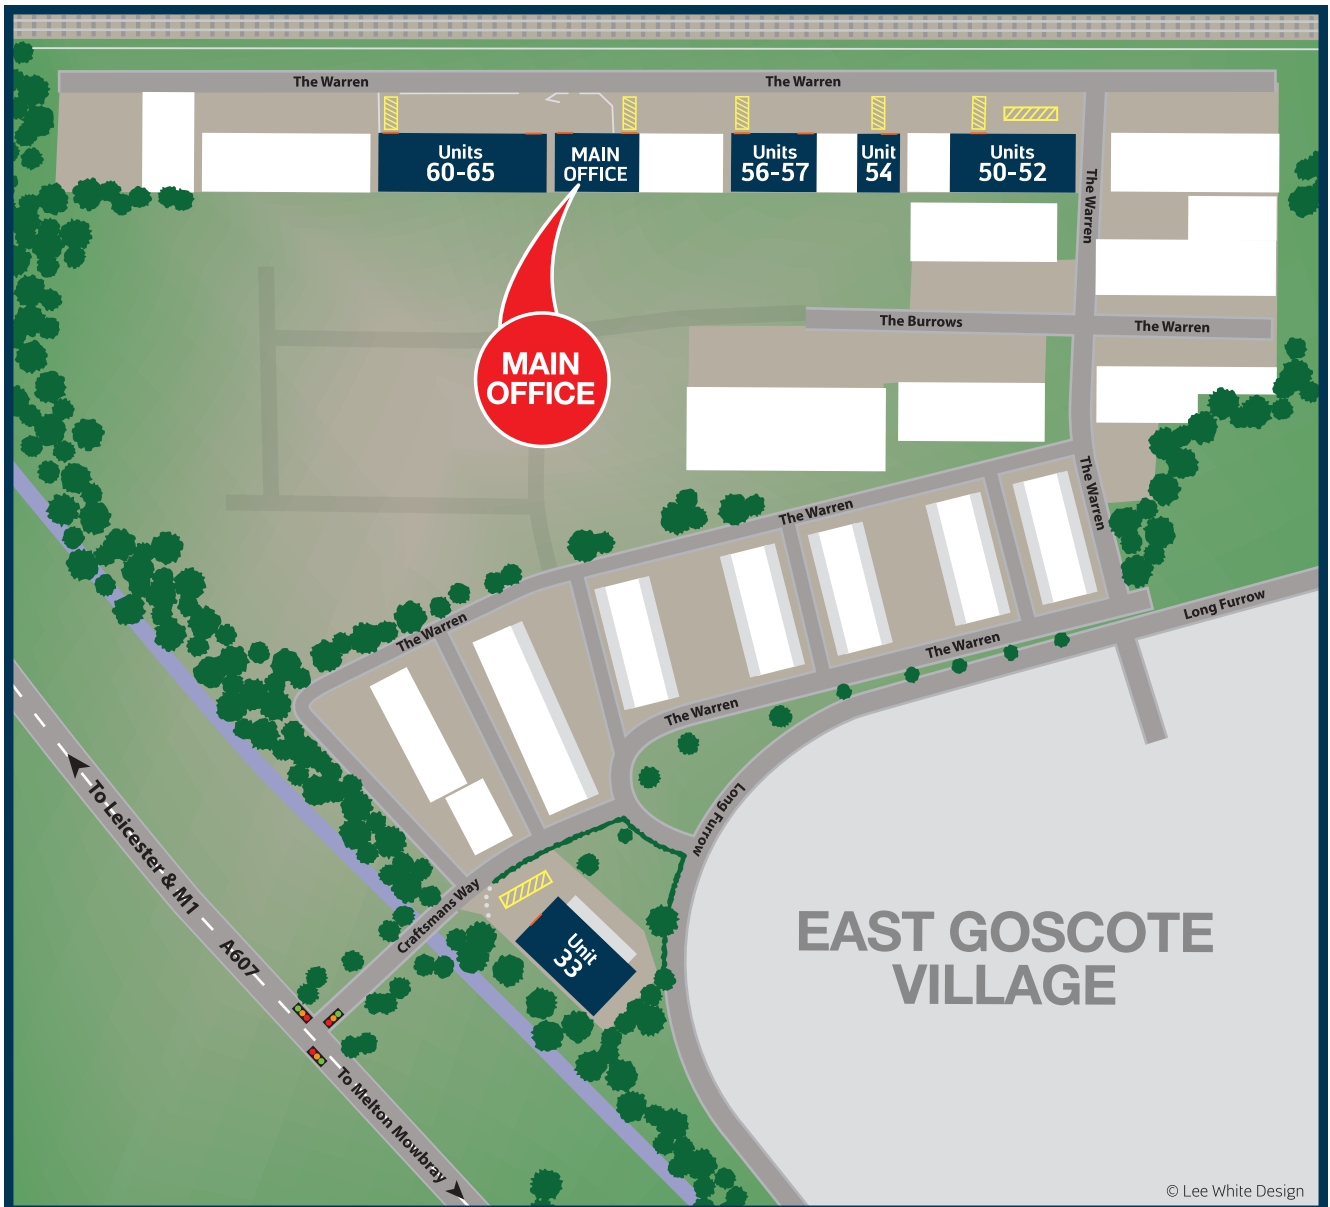 The Warren
The Warren
Units
60-65
MAIN
OFFICE
Units
56-57
Unit
54
Units
50-52
The Warren
The Burrows
The Warren
MAIN
OFFICE
The Warren
The Warren
The Warren
Long Furrow
The Warren
The Warren
Long Furrow
To Leicester & M1
A607
Craftsmans Way
Unit
33
EAST GOSCOTE
VILLAGE
To Melton Mowbray
© Lee White Design